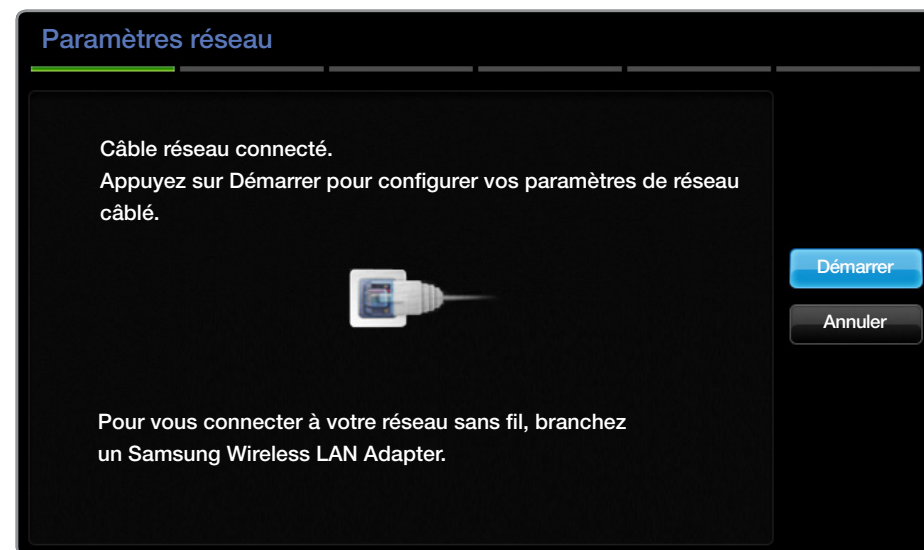 Paramètres réseau
Câble réseau connecté.
Appuyez sur Démarrer pour configurer vos paramètres de réseau
câblé.
Démarrer
Annuler
Pour vous connecter à votre réseau sans fil, branchez
un Samsung Wireless LAN Adapter.